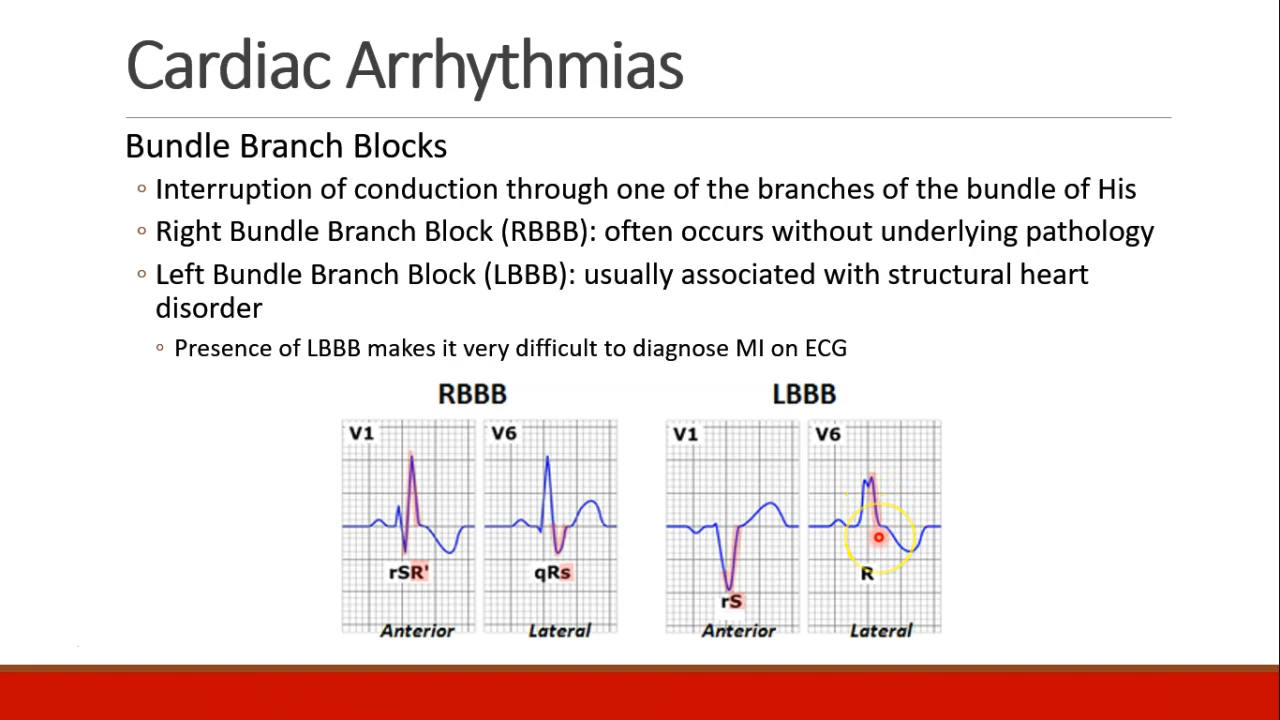 Cardiac Arrhythmias
Bundle Branch Blocks
◦ Interruption of conduction through one of the branches of the bundle of His
◦ Right Bundle Branch Block (RBBB): often occurs without underlying pathology
◦ Left Bundle Branch Block (LBBB): usually associated with structural heart
disorder
◦ Presence of LBBB makes it very difficult to diagnose MI on ECG
RBBB LBBB
V1 V6 V1 V6
rSR' qRs rS R
Anterior Lateral Anterior Lateral